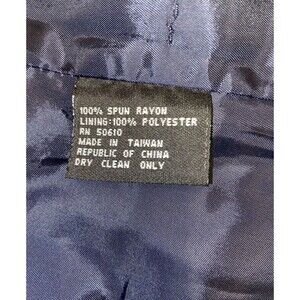 100% SPUN RAYON
LINING:100% POLYESTER
RN 50610
MADE IN TAIWAN
REPUBLIC OF CHINA
DRY CLEAN ONLY